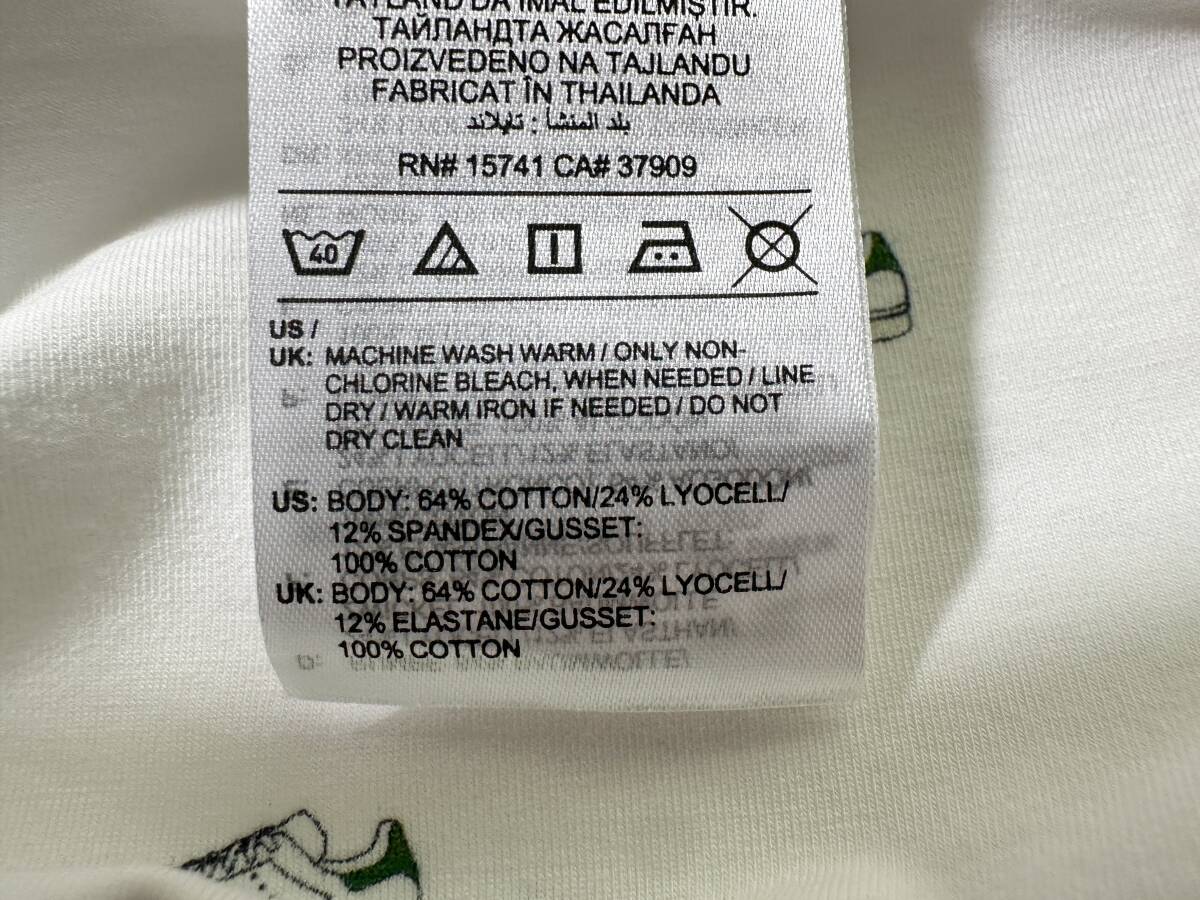 TAYLAND'DA İMAL EDİLMİŞTİR.
ТАЙЛАНДТА ЖАСАЛҒАН
PROIZVEDENO NA TAJLANDU
FABRICAT ÎN THAILANDA
بلد المنشأ : تايلاند
RN# 15741 CA# 37909
40
US /
UK: MACHINE WASH WARM / ONLY NON-
CHLORINE BLEACH, WHEN NEEDED / LINE
DRY / WARM IRON IF NEEDED / DO NOT
DRY CLEAN
US: BODY: 64% COTTON/24% LYOCELL/
12% SPANDEX/GUSSET:
100% COTTON
UK: BODY: 64% COTTON/24% LYOCELL/
12% ELASTANE/GUSSET:
100% COTTON